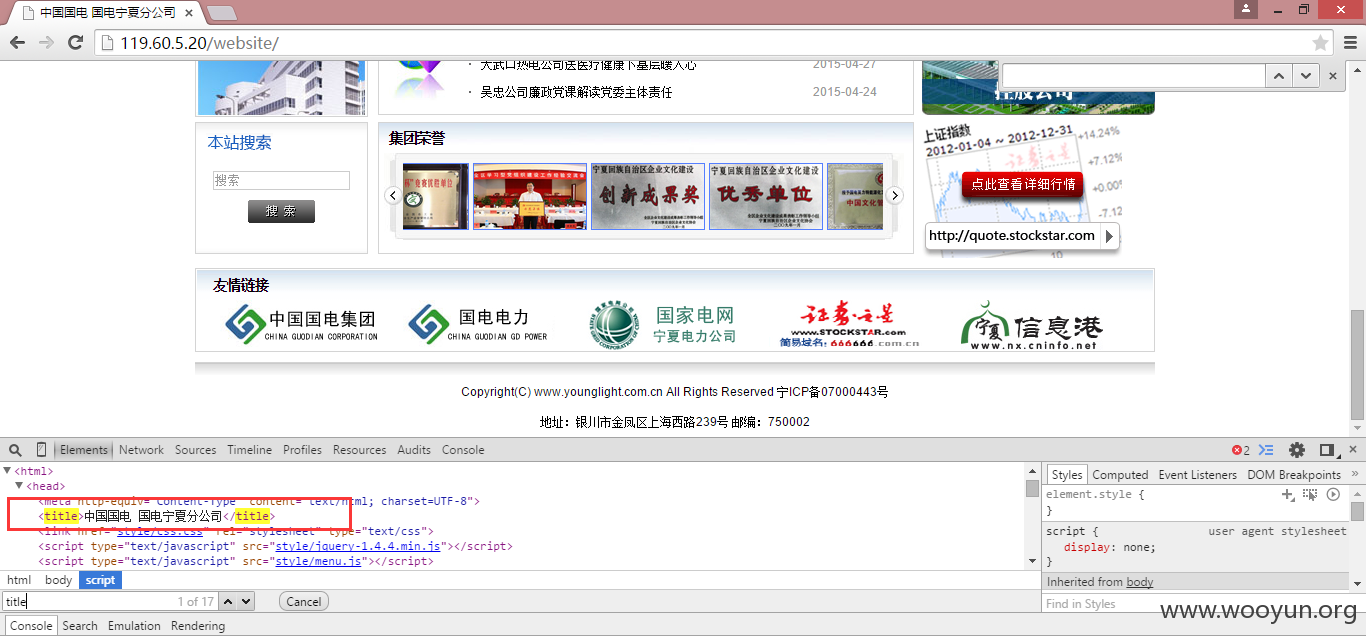 中国国电 国电宁夏分公司
119.60.5.20/website/
· 大武口热电公司送医疗健康下基层暖人心 2015-04-27
· 吴忠公司廉政党课解读党委主体责任 2015-04-24
控股公司
本站搜索
搜索
搜 索
集团荣誉
宁夏回族自治区企业文化建设
创新成果奖
宁夏回族自治区企业文化建设
优秀单位
上证指数
2012-01-04 ~ 2012-12-31
+14.24%
+7.12%
+0.00%
-7.12
点此查看详细行情
http://quote.stockstar.com
友情链接
中国国电集团
CHINA GUODIAN CORPORATION
国电电力
CHINA GUODIAN GD POWER
国家电网
宁夏电力公司
证券之星
www.STOCKSTAR.com
简易域名: 666666.com.cn
宁夏信息港
www.nx.cninfo.net
Copyright(C) www.younglight.com.cn All Rights Reserved 宁ICP备07000443号
地址：银川市金凤区上海西路239号 邮编：750002
Elements Network Sources Timeline Profiles Resources Audits Console
2
<html>
<head>
<meta http-equiv="Content-Type" content="text/html; charset=UTF-8">
<title>中国国电 国电宁夏分公司</title>
<link href="style/css.css" rel="stylesheet" type="text/css">
<script type="text/javascript" src="style/jquery-1.4.4.min.js"></script>
<script type="text/javascript" src="style/menu.js"></script>
html body script
title 1 of 17 Cancel
Console Search Emulation Rendering
Styles Computed Event Listeners DOM Breakpoints »
element.style {
}
script { user agent stylesheet
display: none;
}
Inherited from body
Find in Styles
www.wooyun.org